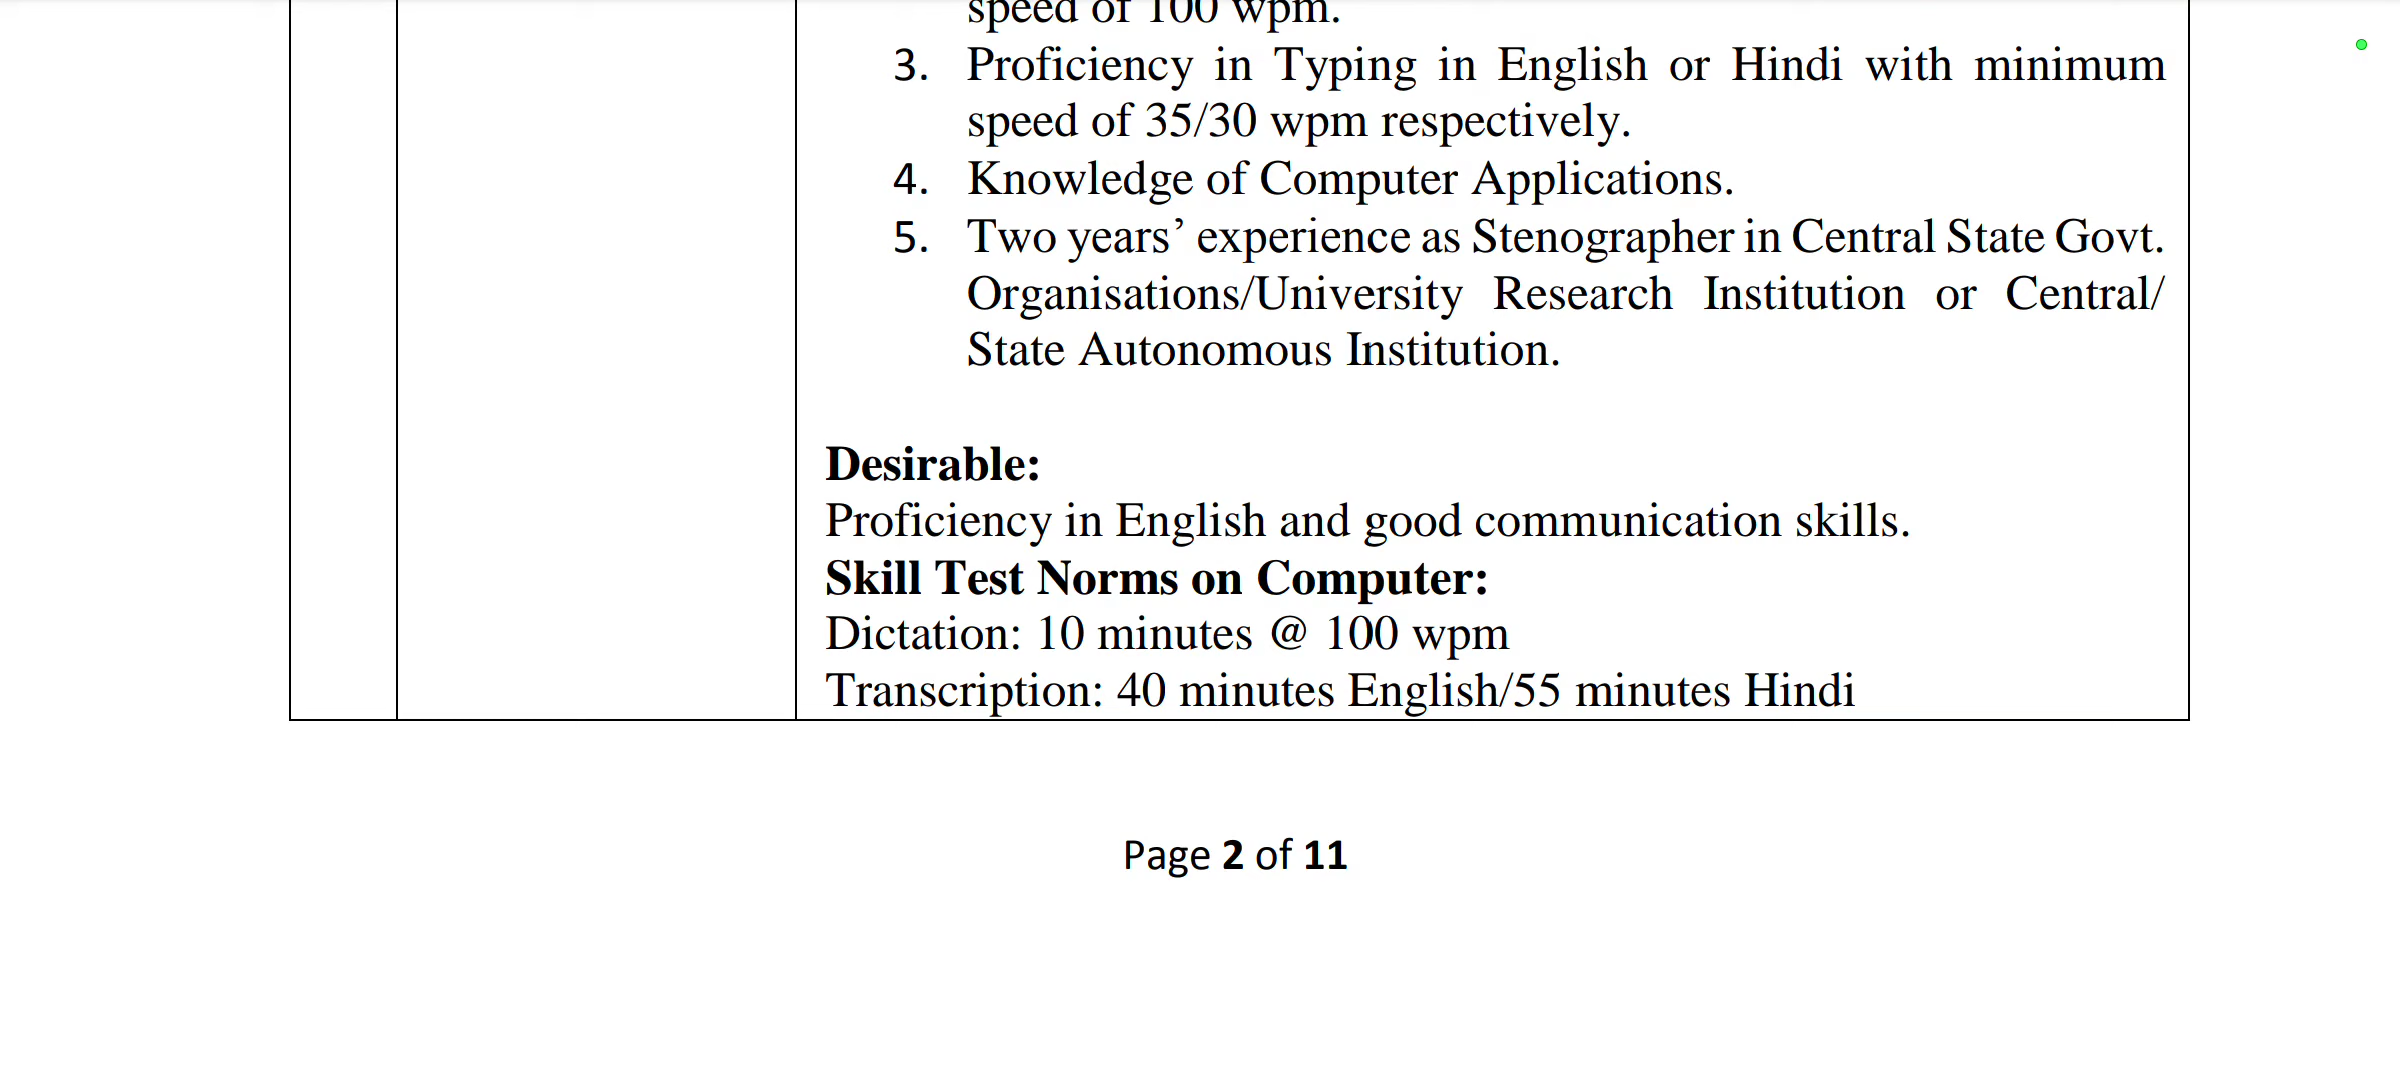 speed of 100 wpm.
3. Proficiency in Typing in English or Hindi with minimum
speed of 35/30 wpm respectively.
4. Knowledge of Computer Applications.
5. Two years’ experience as Stenographer in Central State Govt.
Organisations/University Research Institution or Central/
State Autonomous Institution.
Desirable:
Proficiency in English and good communication skills.
Skill Test Norms on Computer:
Dictation: 10 minutes @ 100 wpm
Transcription: 40 minutes English/55 minutes Hindi
Page 2 of 11